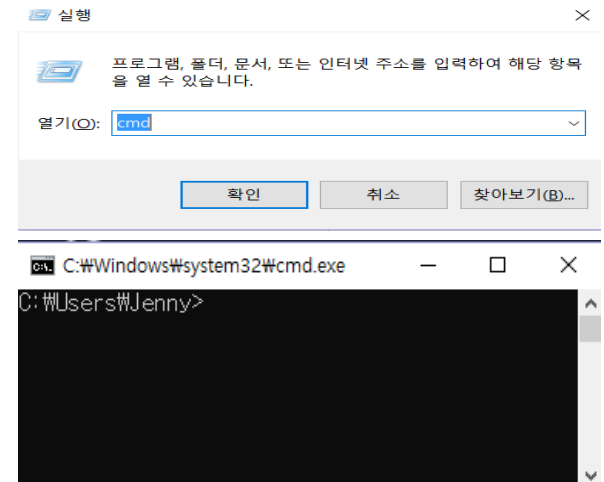 실행
프로그램, 폴더, 문서, 또는 인터넷 주소를 입력하여 해당 항목
을 열 수 있습니다.
열기(O): cmd
확인 취소 찾아보기(B)...
C:₩Windows₩system32₩cmd.exe
C:₩Users₩Jenny>